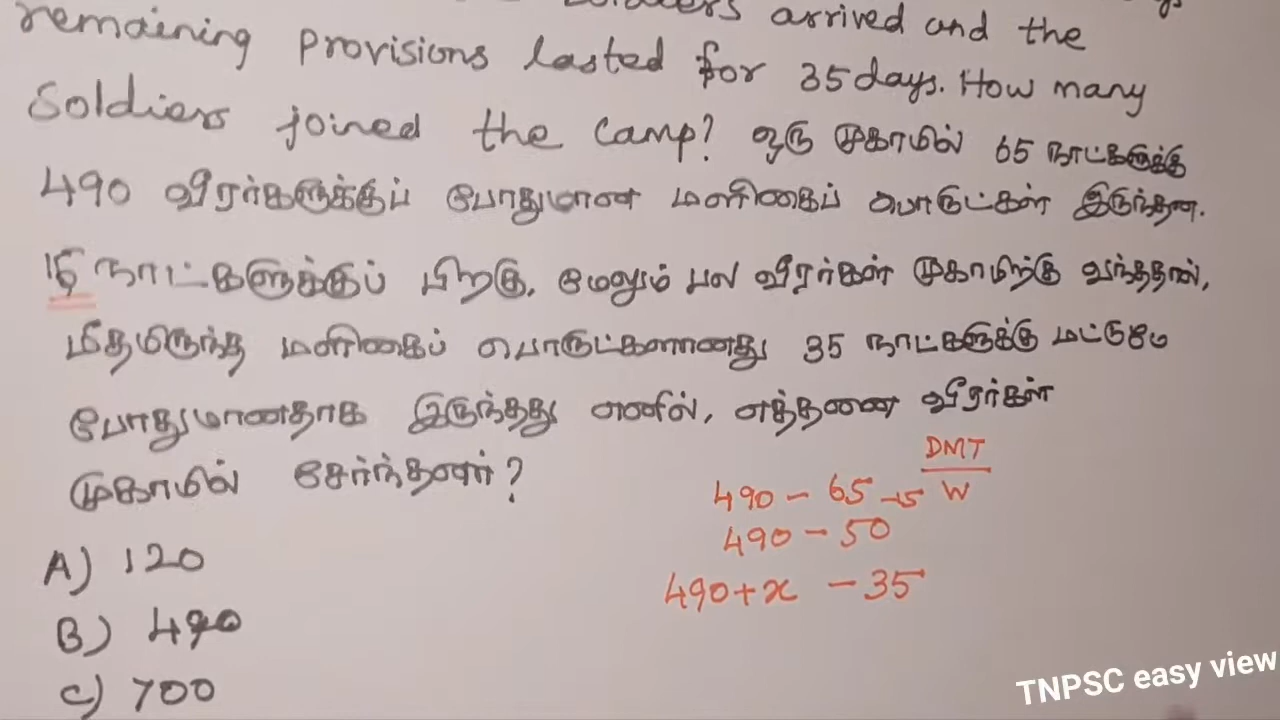 soldiers arrived and the
remaining provisions lasted for 35 days. How many
Soldiers joined the camp? ஒரு முகாமில் 65 நாட்களுக்கு
490 வீரர்களுக்குப் போதுமான மளிகைப் பொருட்கள் இருந்தன.
15 நாட்களுக்குப் பிறகு, மேலும் பல வீரர்கள் முகாமிற்கு வந்ததால்,
மீதமிருந்த மளிகைப் பொருட்களானது 35 நாட்களுக்கு மட்டுமே
போதுமானதாக இருந்தது எனில், எத்தனை வீரர்கள்
முகாமில் சேர்ந்தனர்?
DMT
W
490 - 65 -15
490 - 50
490 + x - 35
A) 120
B) 490
C) 700
TNPSC easy view